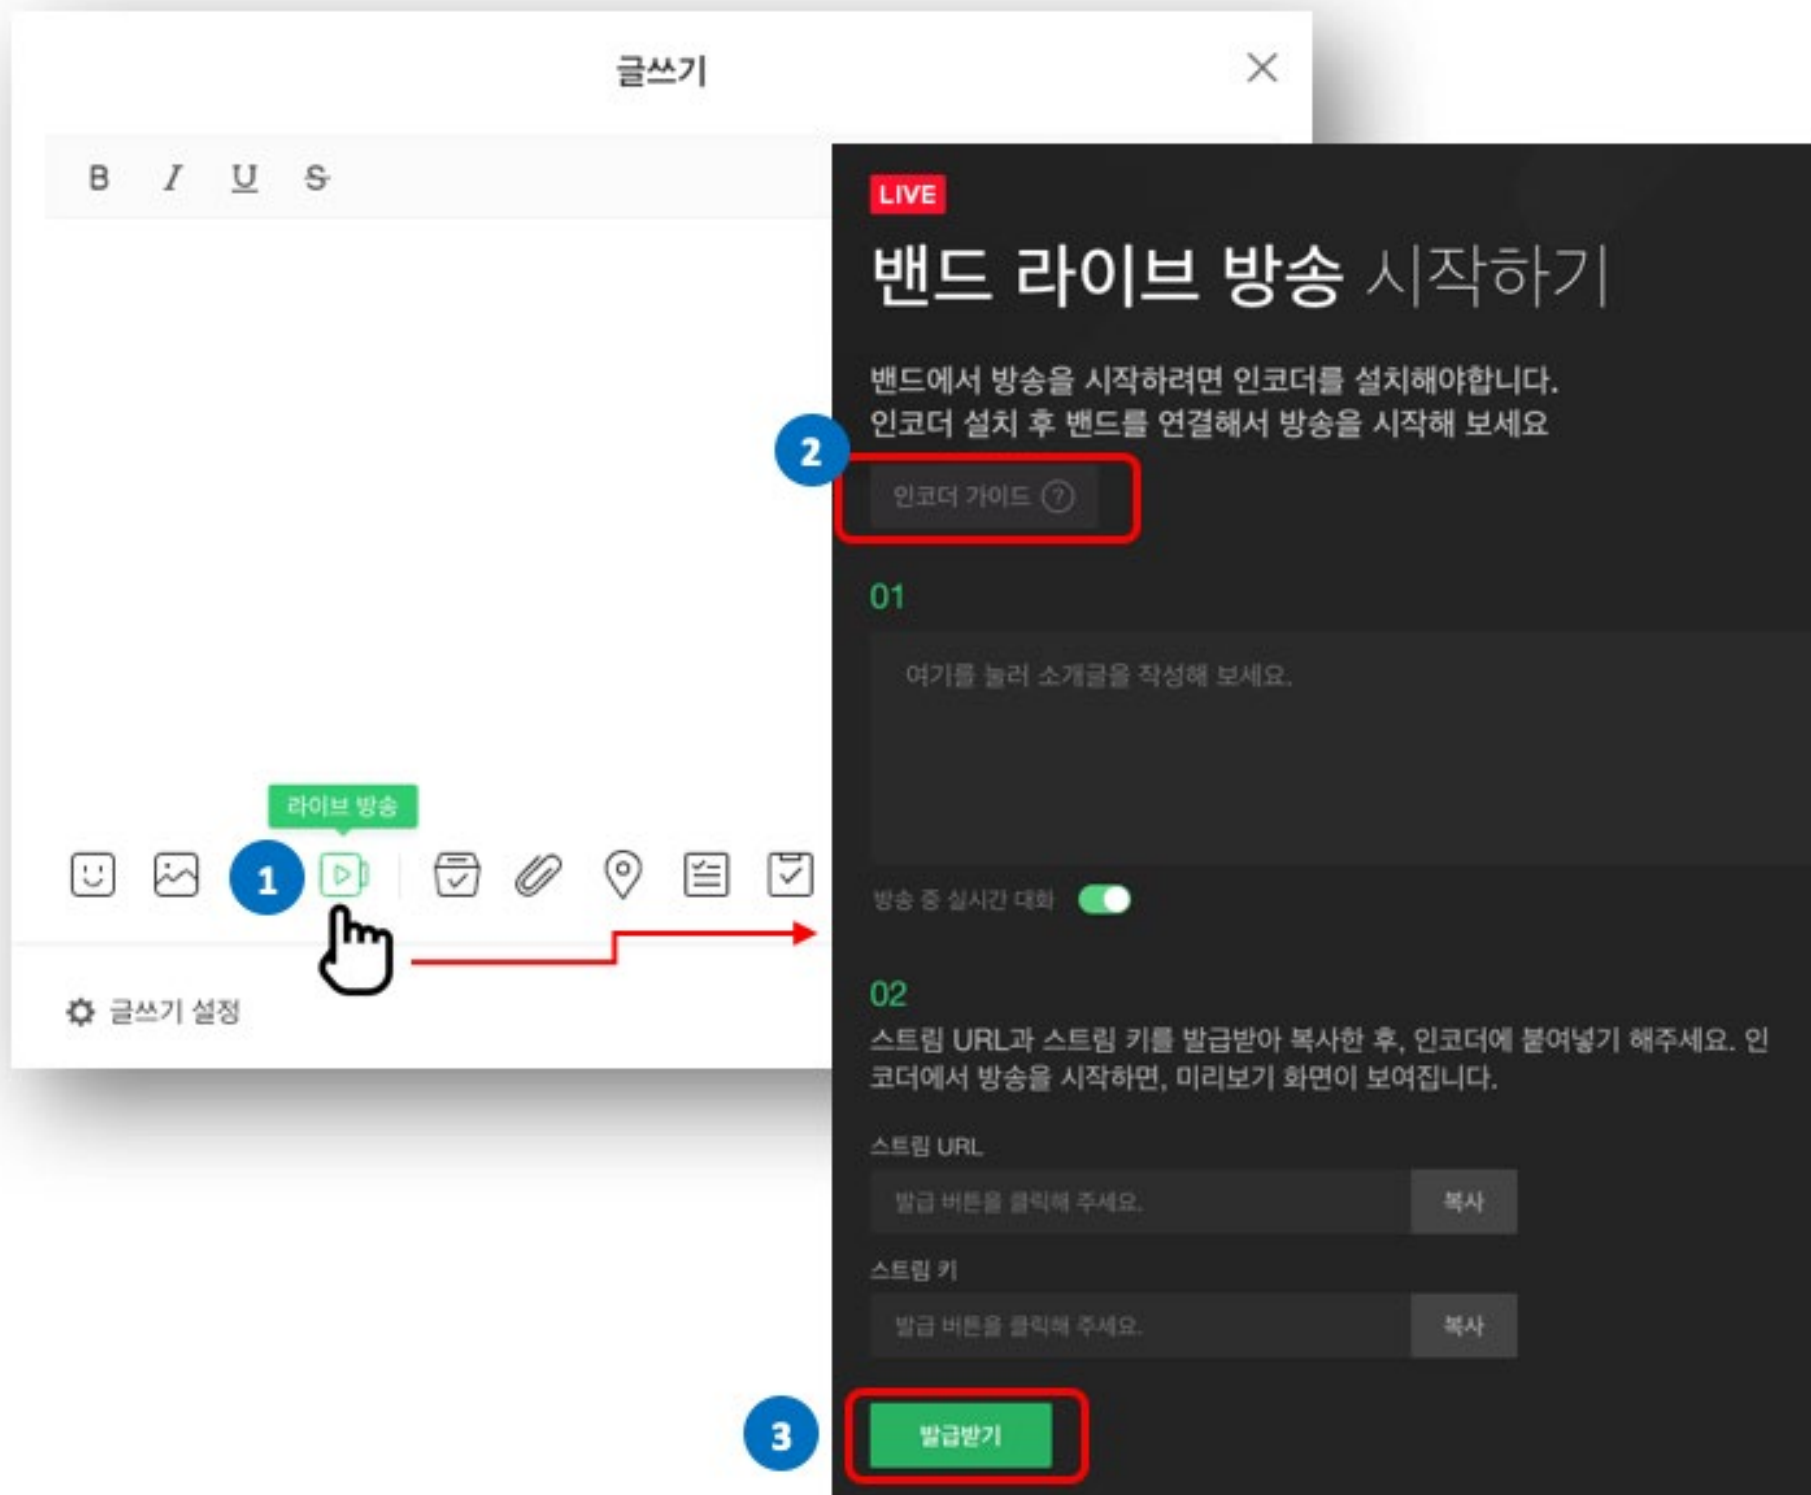 글쓰기
B I U S
라이브 방송
1
글쓰기 설정
LIVE
밴드 라이브 방송 시작하기
밴드에서 방송을 시작하려면 인코더를 설치해야합니다.
인코더 설치 후 밴드를 연결해서 방송을 시작해 보세요
2
인코더 가이드 ?
01
여기를 눌러 소개글을 작성해 보세요.
방송 중 실시간 대화
02
스트림 URL과 스트림 키를 발급받아 복사한 후, 인코더에 붙여넣기 해주세요. 인
코더에서 방송을 시작하면, 미리보기 화면이 보여집니다.
스트림 URL
발급 버튼을 클릭해 주세요. 복사
스트림 키
발급 버튼을 클릭해 주세요. 복사
3
발급받기